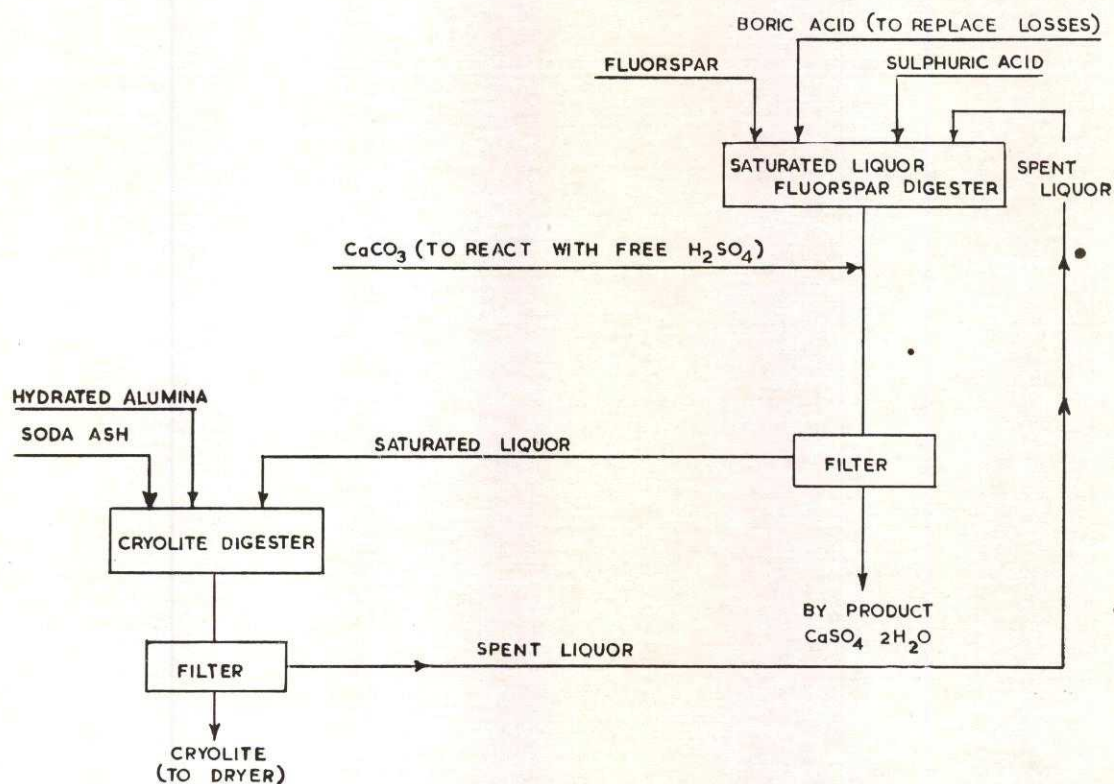 BORIC ACID (TO REPLACE LOSSES)
FLUORSPAR
SULPHURIC ACID
SATURATED LIQUOR
FLUORSPAR DIGESTER
SPENT
LIQUOR
CaCO₃ (TO REACT WITH FREE H₂SO₄)
HYDRATED ALUMINA
SODA ASH
SATURATED LIQUOR
FILTER
CRYOLITE DIGESTER
BY PRODUCT
CaSO₄ 2H₂O
SPENT LIQUOR
FILTER
CRYOLITE
(TO DRYER)